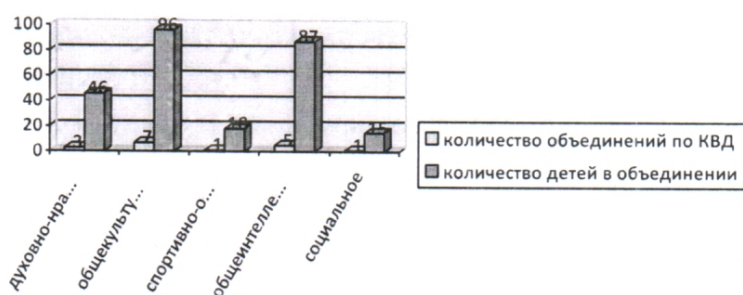 100
80
60
40
20
0
46
96
7
5
87
1
1
духовно-нра...
общекульту...
спортивно-о...
общеинтелле...
социальное
количество объединений по КВД
количество детей в объединении